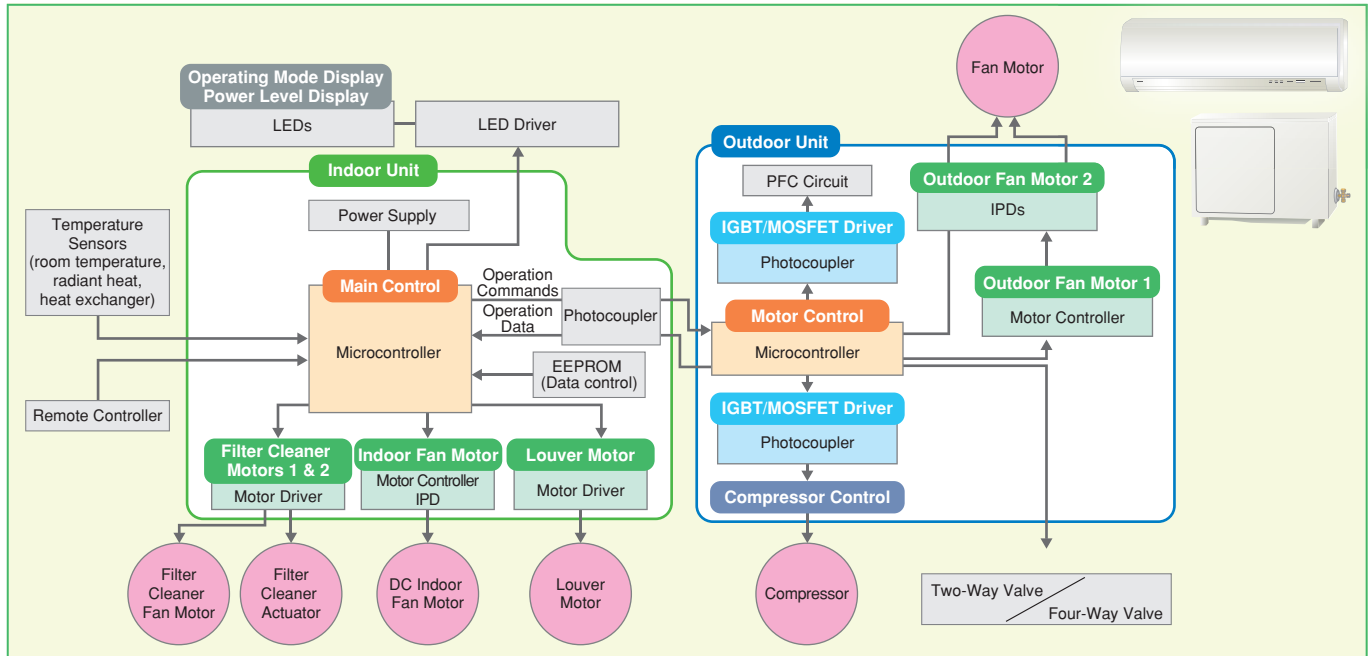 Operating Mode Display
Power Level Display
LEDs
LED Driver
Indoor Unit
Power Supply
Temperature
Sensors
(room temperature,
radiant heat,
heat exchanger)
Remote Controller
Main Control
Microcontroller
Operation
Commands
Operation
Data
Photocoupler
EEPROM
(Data control)
Filter Cleaner
Motors 1 & 2
Motor Driver
Indoor Fan Motor
Motor Controller
IPD
Louver Motor
Motor Driver
Filter
Cleaner
Fan Motor
Filter
Cleaner
Actuator
DC Indoor
Fan Motor
Louver
Motor
Fan Motor
Outdoor Unit
PFC Circuit
IGBT/MOSFET Driver
Photocoupler
Outdoor Fan Motor 2
IPDs
Outdoor Fan Motor 1
Motor Controller
Motor Control
Microcontroller
IGBT/MOSFET Driver
Photocoupler
Compressor Control
Compressor
Two-Way Valve
Four-Way Valve